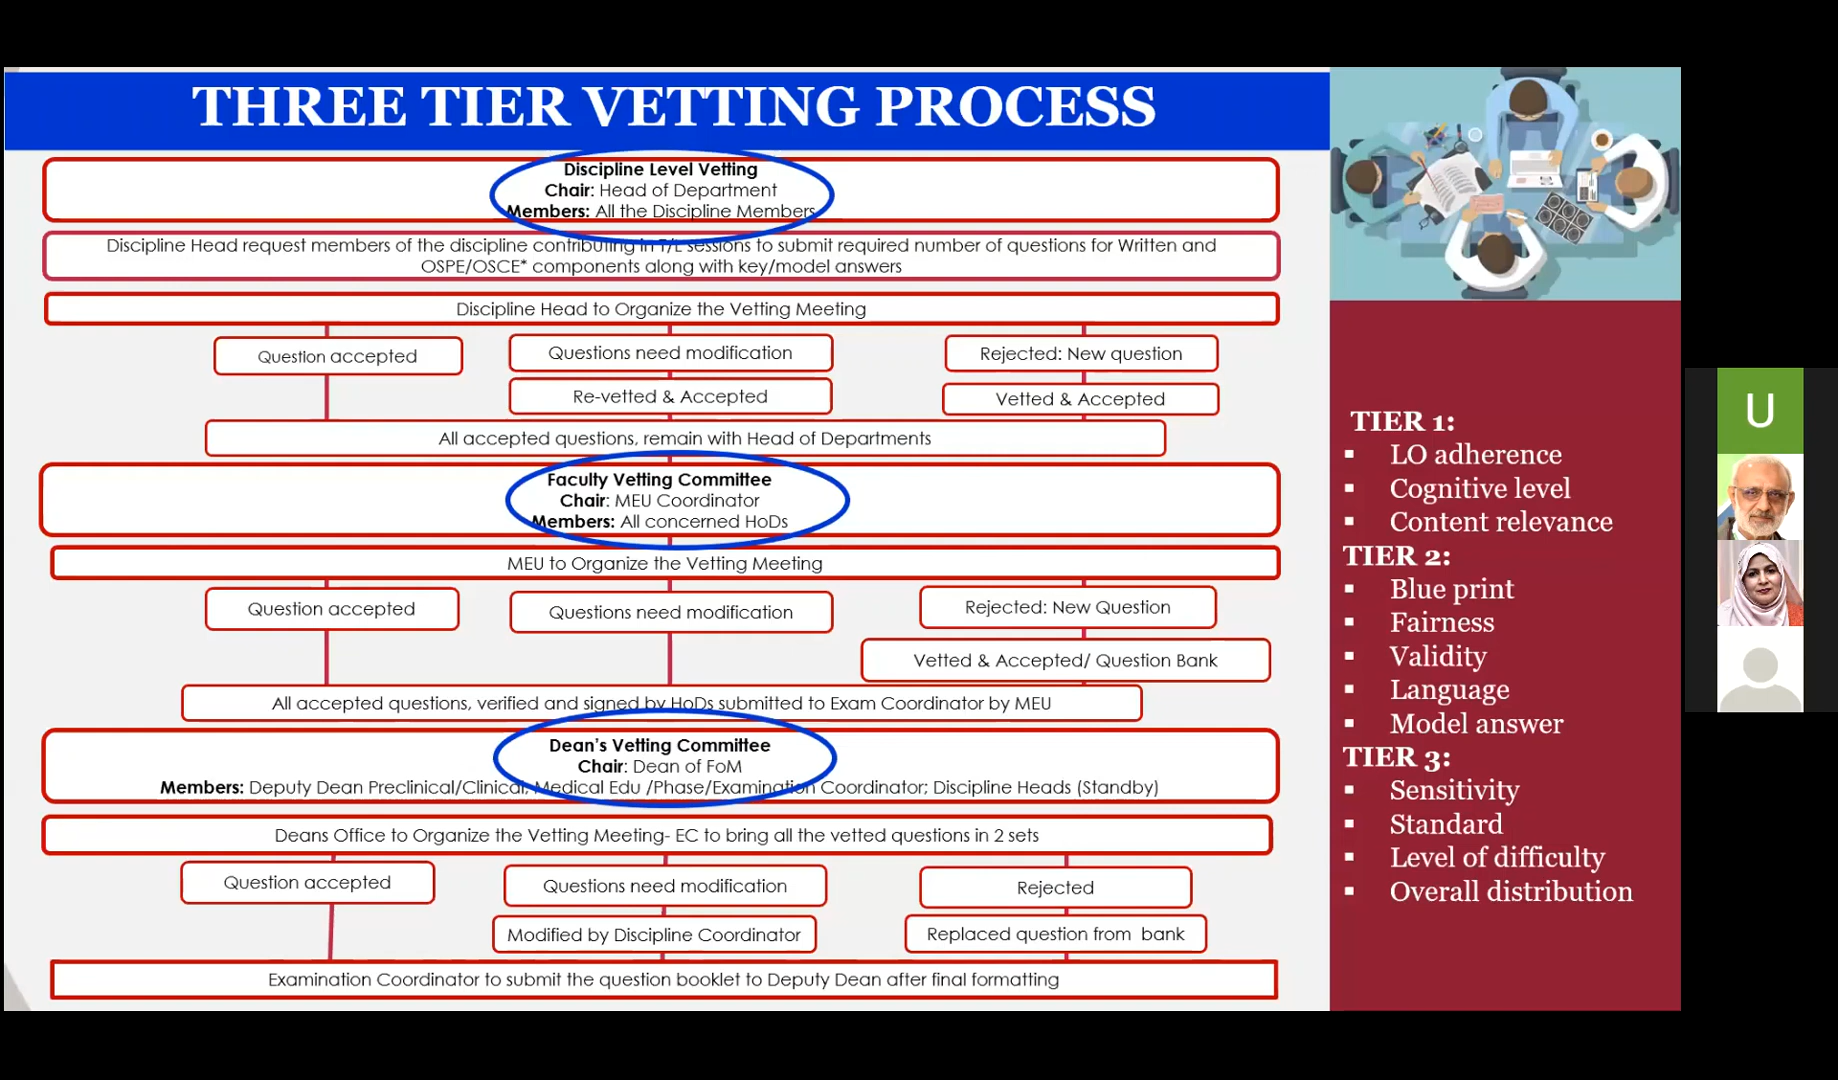 THREE TIER VETTING PROCESS
Discipline Level Vetting
Chair: Head of Department
Members: All the Discipline Members
Discipline Head request members of the discipline contributing in T/L sessions to submit required number of questions for Written and
OSPE/OSCE* components along with key/model answers
Discipline Head to Organize the Vetting Meeting
Question accepted
Questions need modification
Rejected: New question
Re-vetted & Accepted
Vetted & Accepted
All accepted questions, remain with Head of Departments
Faculty Vetting Committee
Chair: MEU Coordinator
Members: All concerned HoDs
MEU to Organize the Vetting Meeting
Question accepted
Questions need modification
Rejected: New Question
Vetted & Accepted/ Question Bank
All accepted questions, verified and signed by HoDs submitted to Exam Coordinator by MEU
Dean's Vetting Committee
Chair: Dean of FoM
Members: Deputy Dean Preclinical/Clinical; Medical Edu /Phase/Examination Coordinator; Discipline Heads (Standby)
Deans Office to Organize the Vetting Meeting- EC to bring all the vetted questions in 2 sets
Question accepted
Questions need modification
Rejected
Modified by Discipline Coordinator
Replaced question from bank
Examination Coordinator to submit the question booklet to Deputy Dean after final formatting
TIER 1:
▪ LO adherence
▪ Cognitive level
▪ Content relevance
TIER 2:
▪ Blue print
▪ Fairness
▪ Validity
▪ Language
▪ Model answer
TIER 3:
▪ Sensitivity
▪ Standard
▪ Level of difficulty
▪ Overall distribution
U